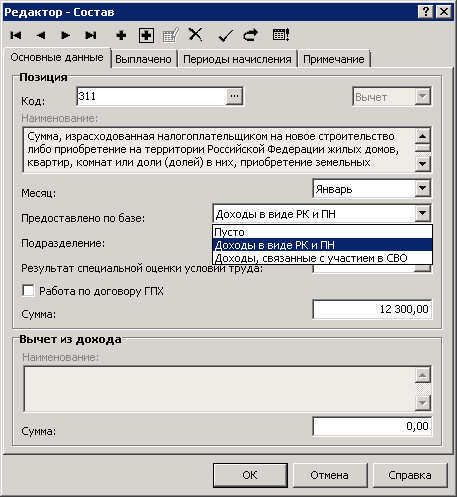 Редактор - Состав
Основные данные
Выплачено
Периоды начисления
Примечание
Позиция
Код:
311
...
Вычет
Наименование:
Сумма, израсходованная налогоплательщиком на новое строительство
либо приобретение на территории Российской Федерации жилых домов,
квартир, комнат или доли (долей) в них, приобретение земельных
Месяц:
Январь
Предоставлено по базе:
Доходы в виде РК и ПН
Пусто
Доходы в виде РК и ПН
Доходы, связанные с участием в СВО
Подразделение:
Результат специальной оценки условий труда:
Работа по договору ГПХ
Сумма:
12 300,00
Вычет из дохода
Наименование:
Сумма:
0,00
ОК
Отмена
Справка